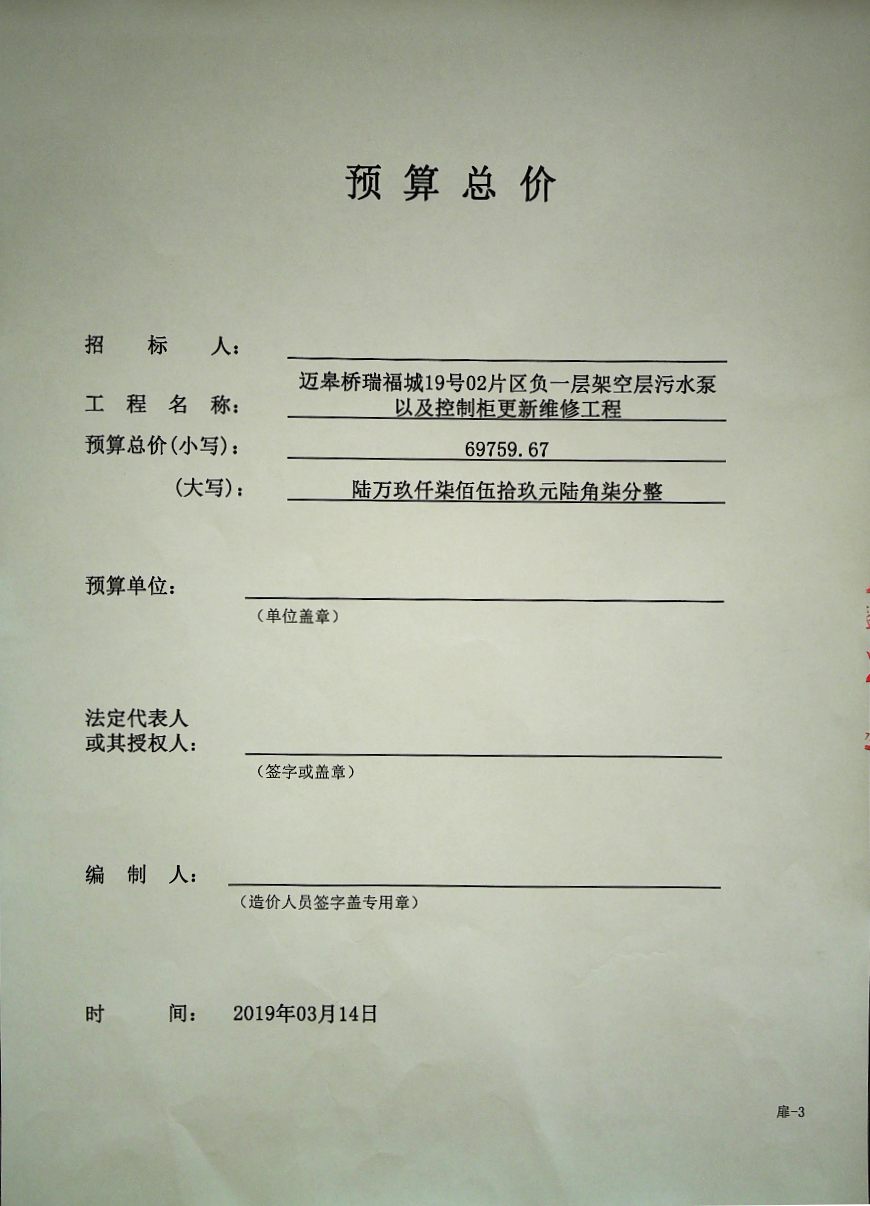 预算总价
招标人：
工程名称：迈皋桥瑞福城19号02片区负一层架空层污水泵
以及控制柜更新维修工程
预算总价(小写)：69759.67
(大写)：陆万玖仟柒佰伍拾玖元陆角柒分整
预算单位：
（单位盖章）
法定代表人
或其授权人：
（签字或盖章）
编制人：
（造价人员签字盖专用章）
时间：2019年03月14日
扉-3